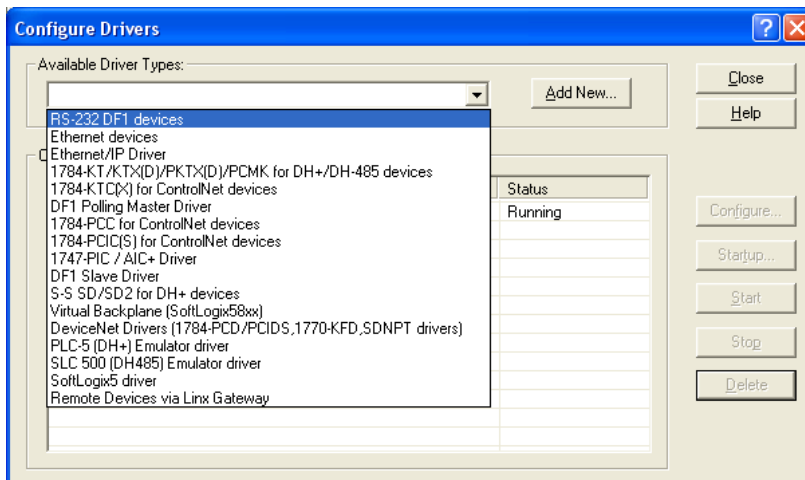 Configure Drivers
Available Driver Types:
Add New...
Close
Help
RS-232 DF1 devices
Ethernet devices
Ethernet/IP Driver
1784-KT/KTX(D)/PKTX(D)/PCMK for DH+/DH-485 devices
1784-KTC(X) for ControlNet devices
DF1 Polling Master Driver
1784-PCC for ControlNet devices
1784-PCIC(S) for ControlNet devices
1747-PIC / AIC+ Driver
DF1 Slave Driver
S-S SD/SD2 for DH+ devices
Virtual Backplane (SoftLogix58xx)
DeviceNet Drivers (1784-PCD/PCIDS,1770-KFD,SDNPT drivers)
PLC-5 (DH+) Emulator driver
SLC 500 (DH485) Emulator driver
SoftLogix5 driver
Remote Devices via Linx Gateway
Status
Running
Configure...
Startup...
Start
Stop
Delete